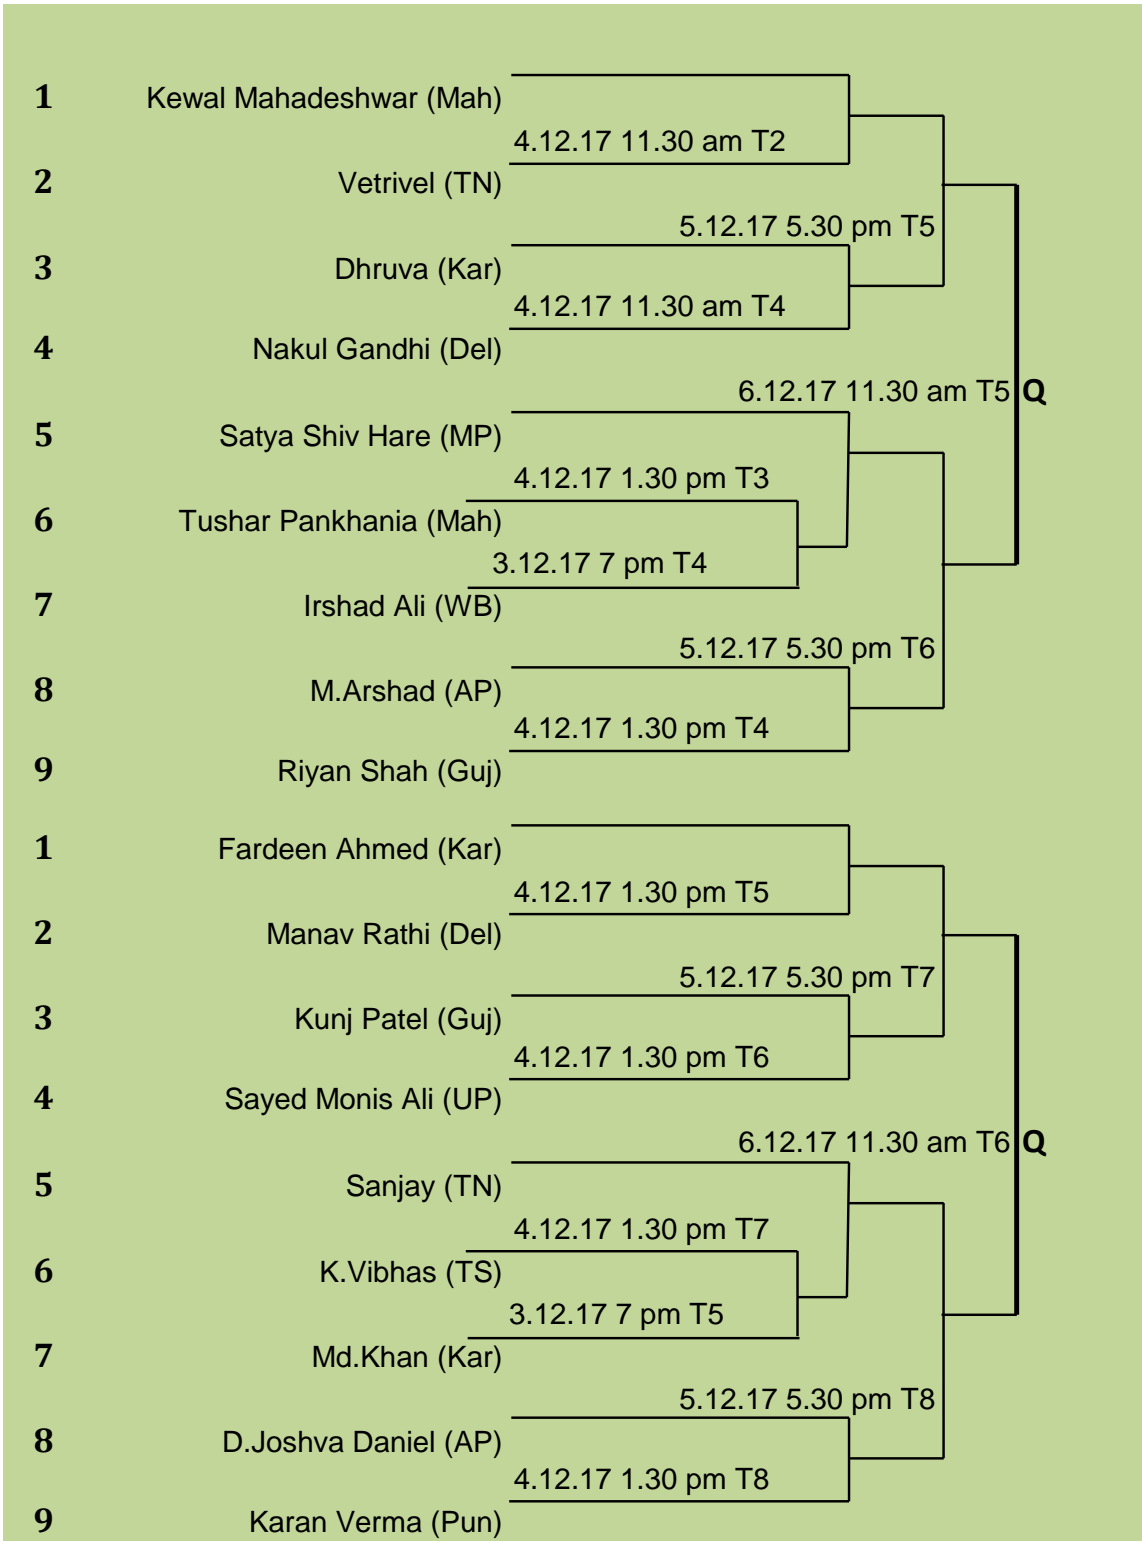 1 Kewal Mahadeshwar (Mah)
4.12.17 11.30 am T2
2 Vetrivel (TN)
5.12.17 5.30 pm T5
3 Dhruva (Kar)
4.12.17 11.30 am T4
4 Nakul Gandhi (Del)
6.12.17 11.30 am T5 Q
5 Satya Shiv Hare (MP)
4.12.17 1.30 pm T3
6 Tushar Pankhania (Mah)
3.12.17 7 pm T4
7 Irshad Ali (WB)
5.12.17 5.30 pm T6
8 M.Arshad (AP)
4.12.17 1.30 pm T4
9 Riyan Shah (Guj)
1 Fardeen Ahmed (Kar)
4.12.17 1.30 pm T5
2 Manav Rathi (Del)
5.12.17 5.30 pm T7
3 Kunj Patel (Guj)
4.12.17 1.30 pm T6
4 Sayed Monis Ali (UP)
6.12.17 11.30 am T6 Q
5 Sanjay (TN)
4.12.17 1.30 pm T7
6 K.Vibhas (TS)
3.12.17 7 pm T5
7 Md.Khan (Kar)
5.12.17 5.30 pm T8
8 D.Joshva Daniel (AP)
4.12.17 1.30 pm T8
9 Karan Verma (Pun)